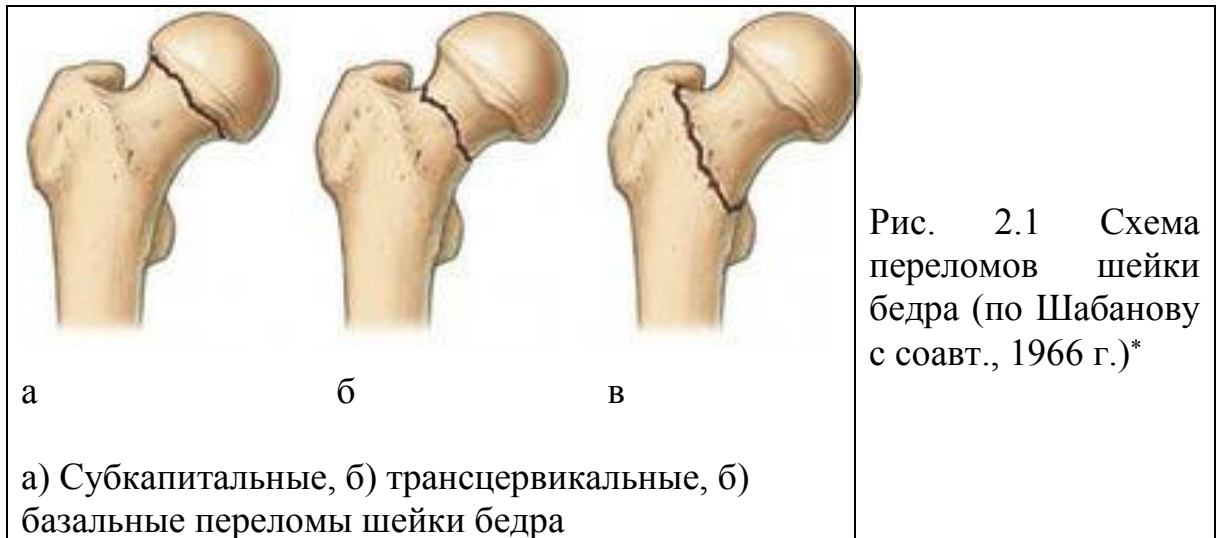 а б в
а) Субкапитальные, б) трансцервикальные, б)
базальные переломы шейки бедра
Рис. 2.1 Схема
переломов шейки
бедра (по Шабанову
с соавт., 1966 г.)*